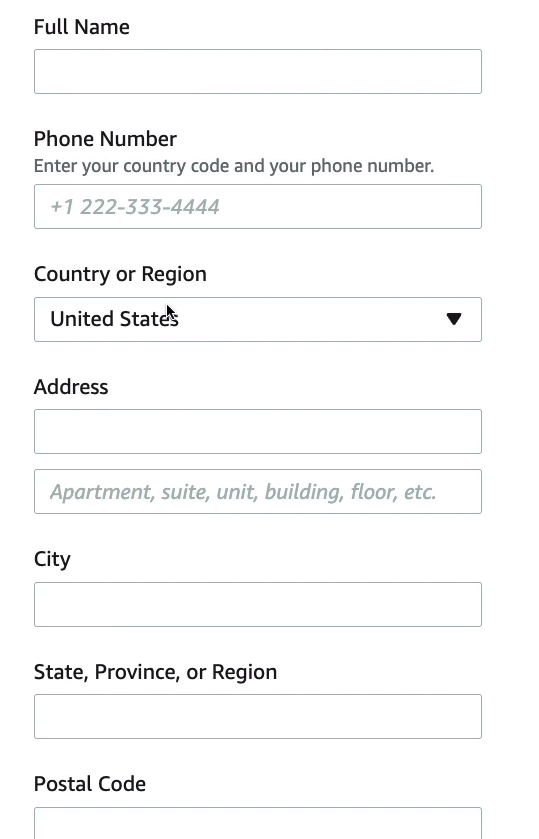 Full Name
Phone Number
Enter your country code and your phone number.
+1 222-333-4444
Country or Region
United States
Address
Apartment, suite, unit, building, floor, etc.
City
State, Province, or Region
Postal Code